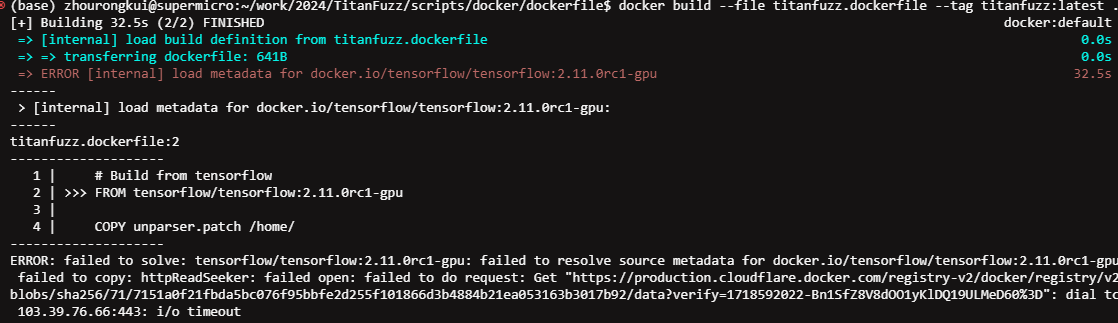 (base) zhourongkui@supermicro:~/work/2024/TitanFuzz/scripts/docker/dockerfile$ docker build --file titanfuzz.dockerfile --tag titanfuzz:latest .
[+] Building 32.5s (2/2) FINISHED docker:default
=> [internal] load build definition from titanfuzz.dockerfile 0.0s
=> => transferring dockerfile: 641B 0.0s
=> ERROR [internal] load metadata for docker.io/tensorflow/tensorflow:2.11.0rc1-gpu 32.5s
------
> [internal] load metadata for docker.io/tensorflow/tensorflow:2.11.0rc1-gpu:
------
titanfuzz.dockerfile:2
--------------------
1 | # Build from tensorflow
2 | >>> FROM tensorflow/tensorflow:2.11.0rc1-gpu
3 |
4 | COPY unparser.patch /home/
--------------------
ERROR: failed to solve: tensorflow/tensorflow:2.11.0rc1-gpu: failed to resolve source metadata for docker.io/tensorflow/tensorflow:2.11.0rc1-gpu
failed to copy: httpReadSeeker: failed open: failed to do request: Get "https://production.cloudflare.docker.com/registry-v2/docker/registry/v2
blobs/sha256/71/7151a0f21fbda5bc076f95bbfe2d255f101866d3b4884b21ea053163b3017b92/data?verify=1718592022-Bn1SfZ8V8dOO1yKlDQ19ULMeD60%3D": dial tc
103.39.76.66:443: i/o timeout